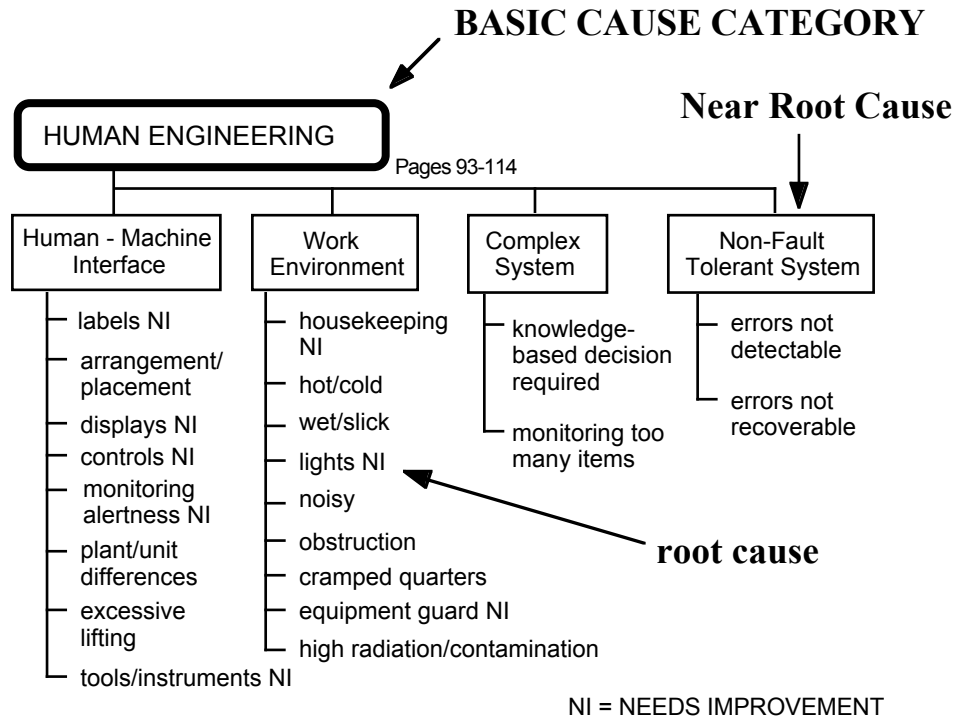 BASIC CAUSE CATEGORY
Near Root Cause
HUMAN ENGINEERING
Pages 93-114
Human - Machine
Interface
Work
Environment
Complex
System
Non-Fault
Tolerant System
labels NI
arrangement/
placement
displays NI
controls NI
monitoring
alertness NI
plant/unit
differences
excessive
lifting
tools/instruments NI
housekeeping
NI
hot/cold
wet/slick
lights NI
noisy
obstruction
cramped quarters
equipment guard NI
high radiation/contamination
knowledge-
based decision
required
monitoring too
many items
errors not
detectable
errors not
recoverable
root cause
NI = NEEDS IMPROVEMENT